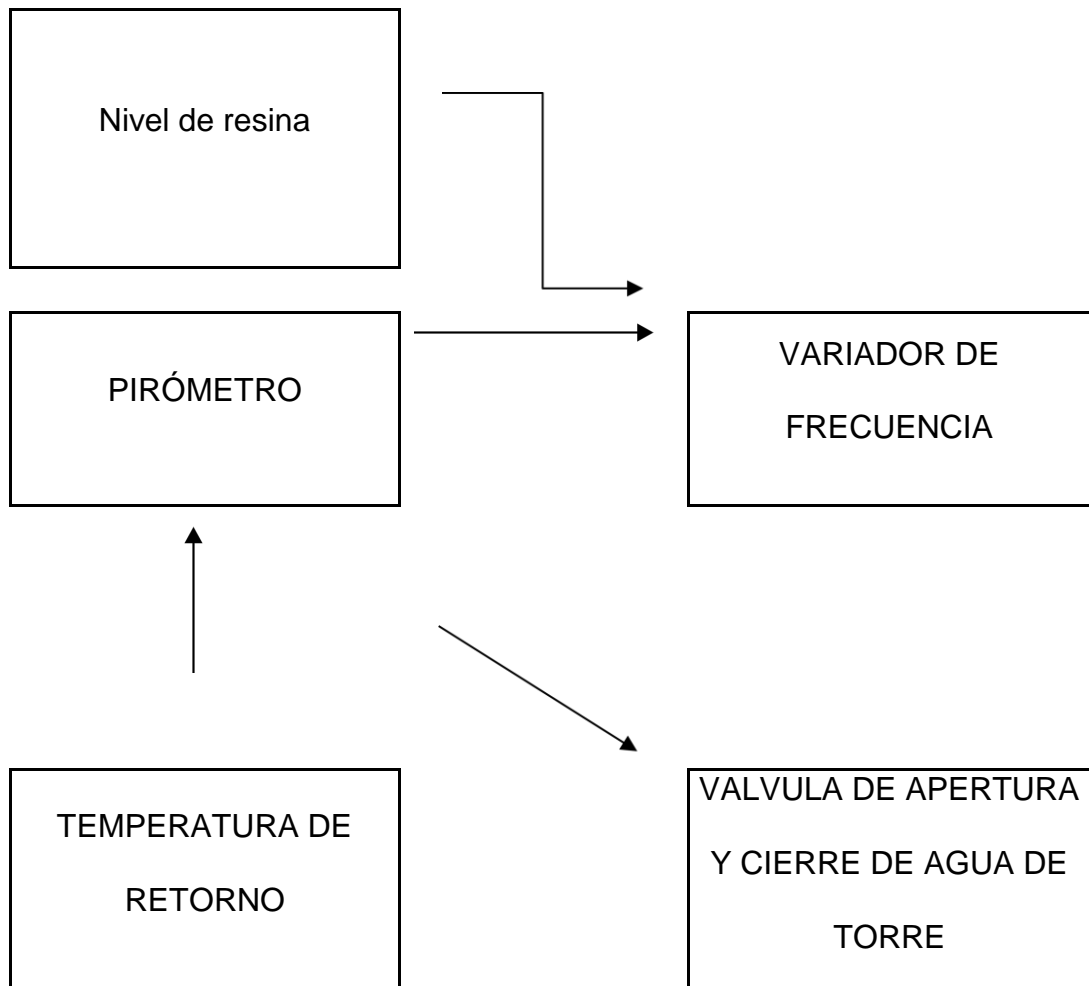 Nivel de resina
PIRÓMETRO
VARIADOR DE
FRECUENCIA
TEMPERATURA DE
RETORNO
VALVULA DE APERTURA
Y CIERRE DE AGUA DE
TORRE